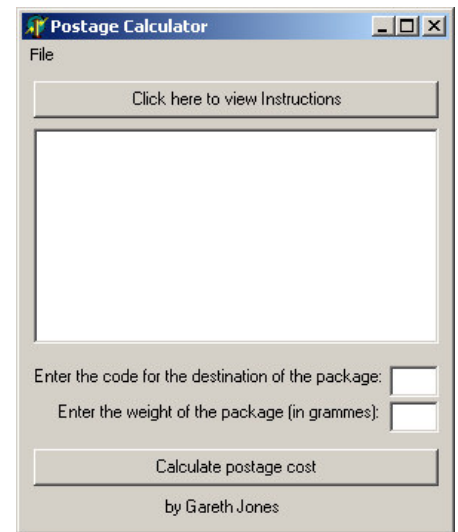 Postage Calculator
File
Click here to view Instructions
Enter the code for the destination of the package:
Enter the weight of the package (in grammes):
Calculate postage cost
by Gareth Jones